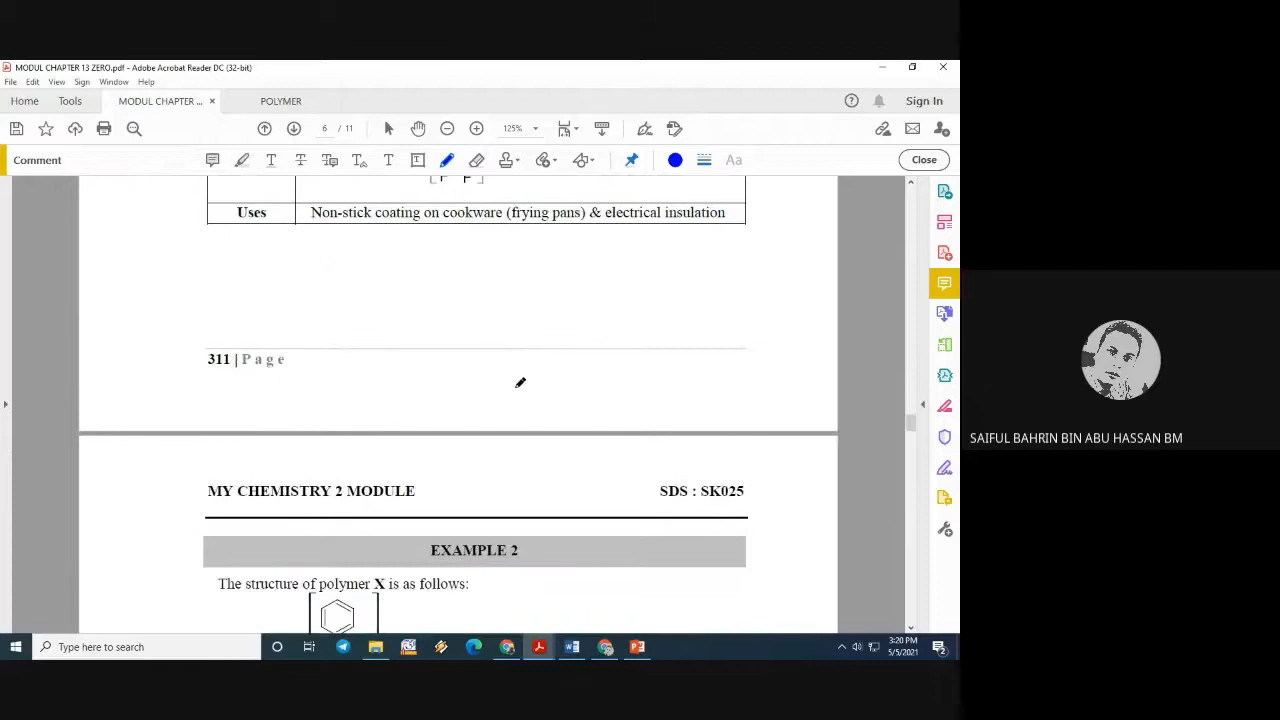 MODUL CHAPTER 13 ZERO.pdf - Adobe Acrobat Reader DC (32-bit)
File Edit View Sign Window Help
Home Tools MODUL CHAPTER ... × POLYMER Sign In
6 / 11 125%
Comment Aa Close
F F
Uses Non-stick coating on cookware (frying pans) & electrical insulation
311 | P a g e
MY CHEMISTRY 2 MODULE SDS : SK025
EXAMPLE 2
The structure of polymer X is as follows:
SAIFUL BAHRIN BIN ABU HASSAN BM
Type here to search
3:20 PM
5/5/2021
2